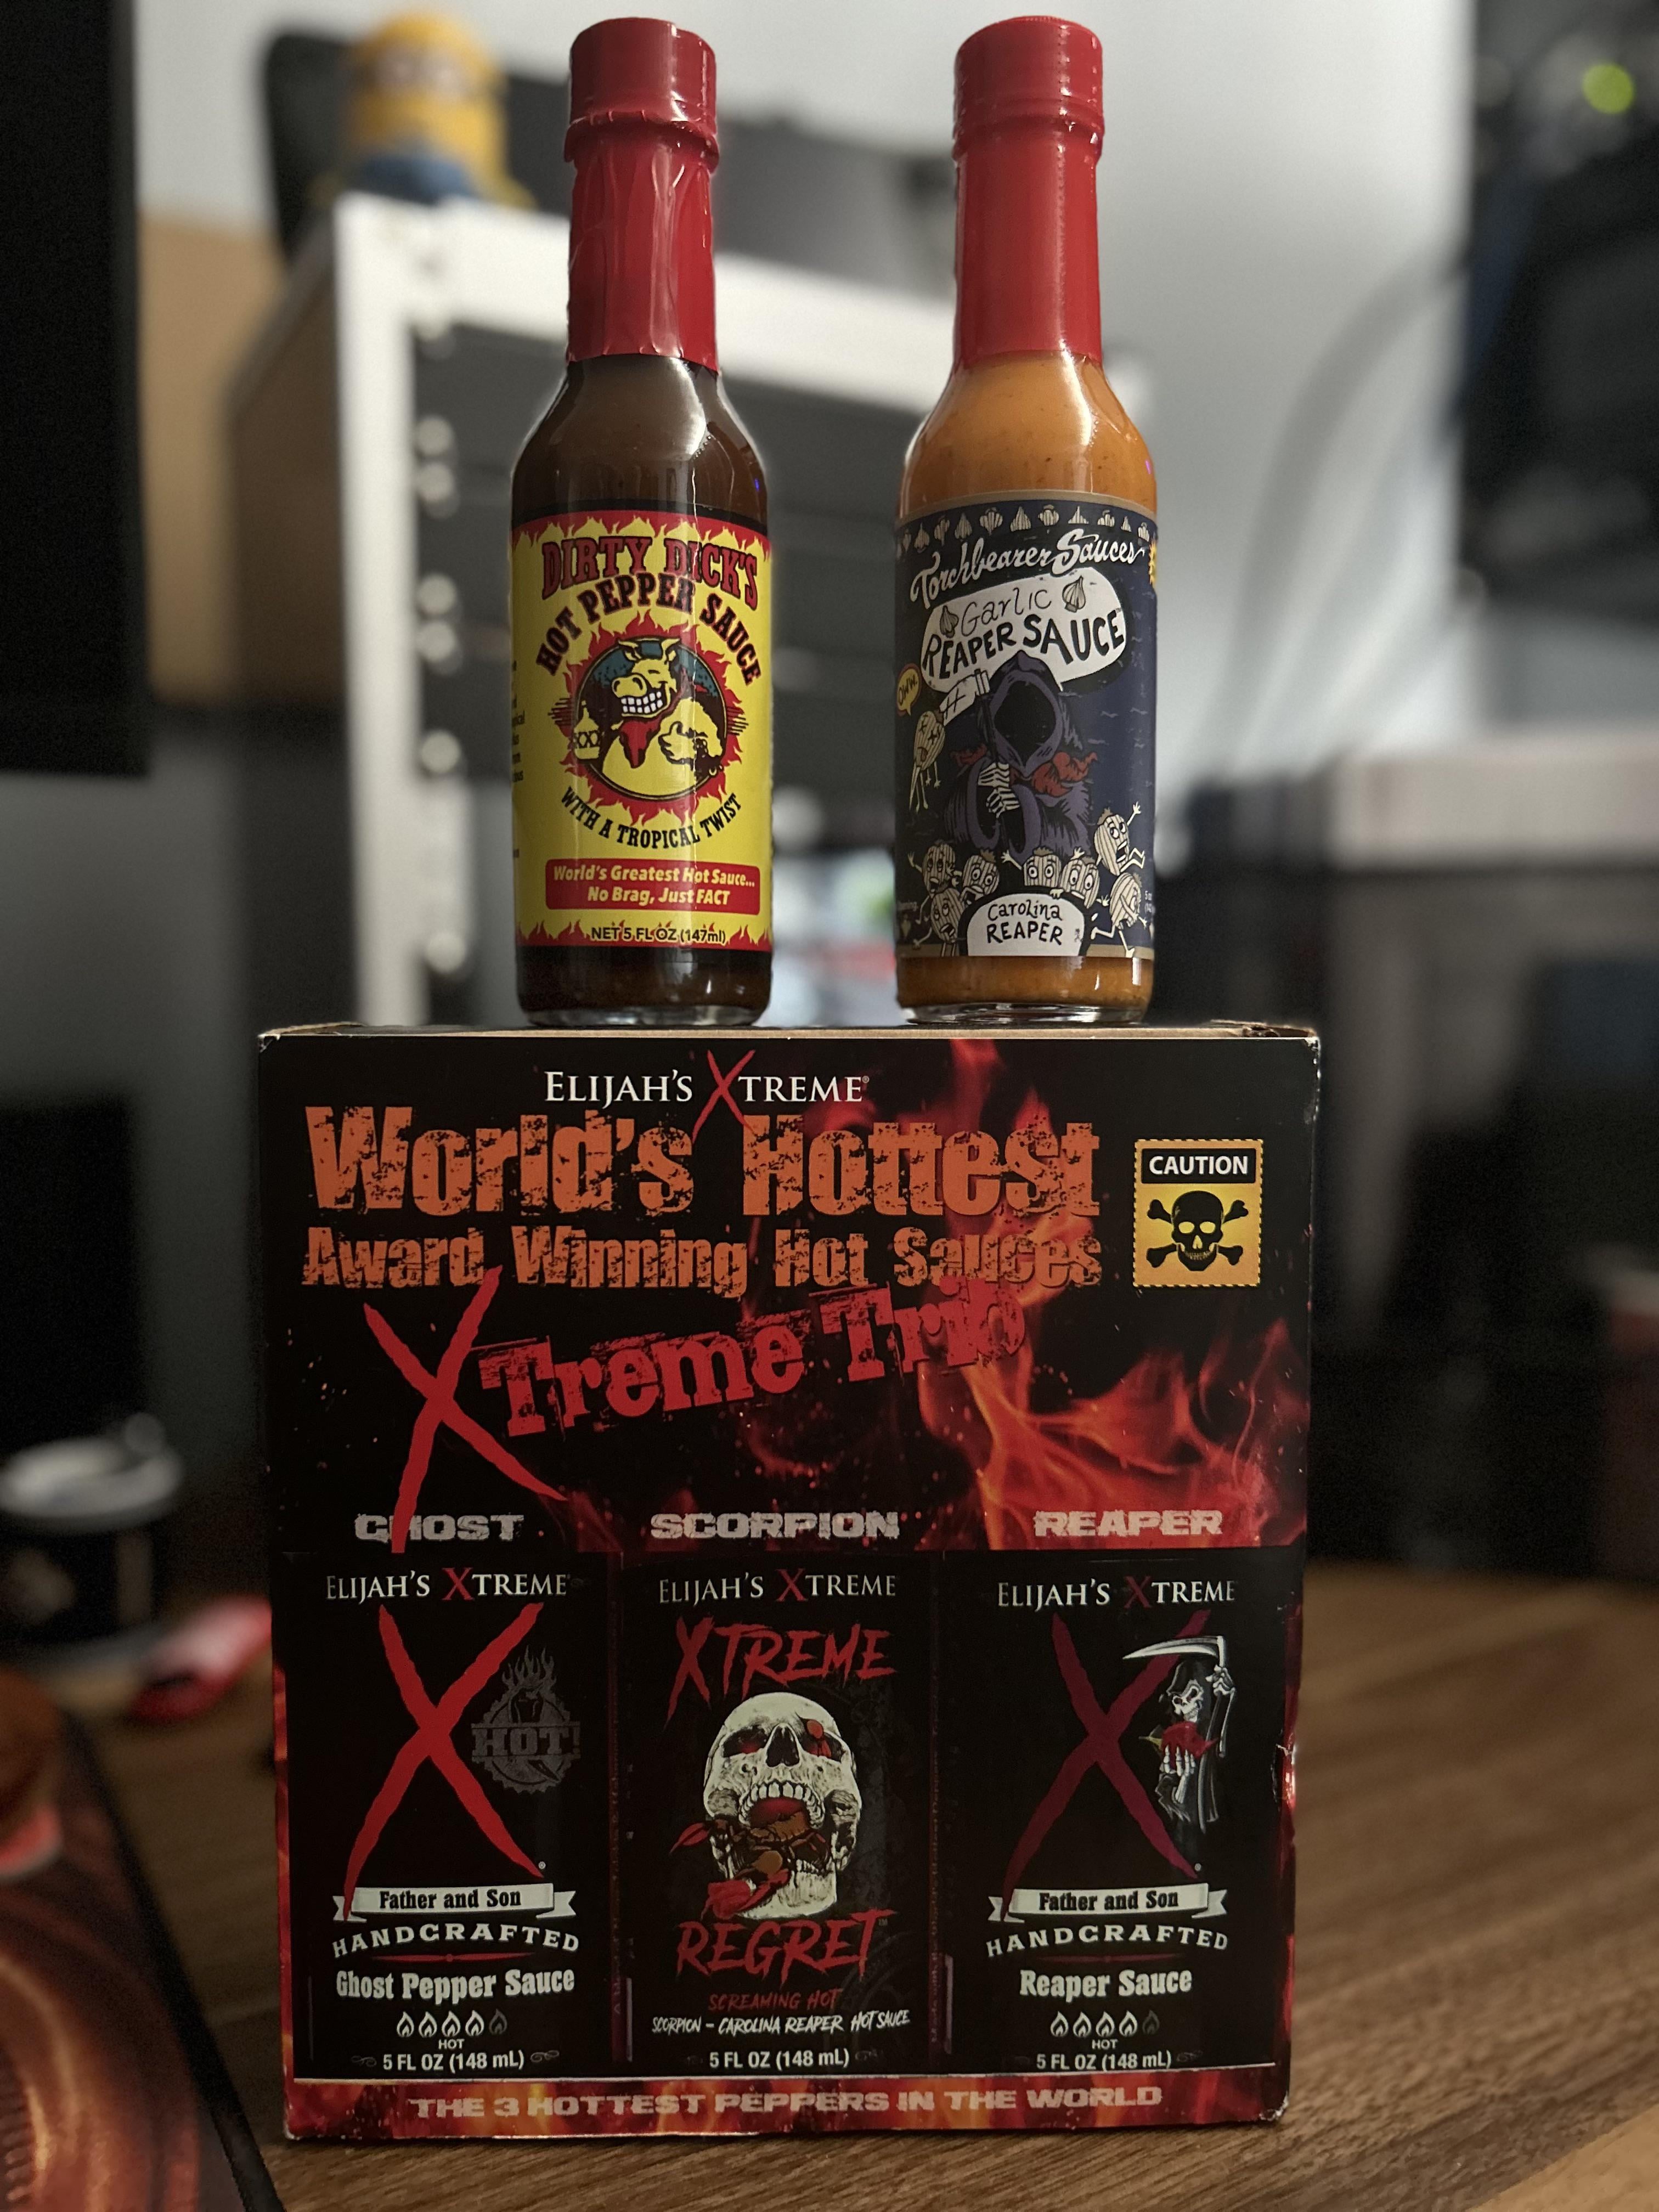 DIRTY DICK'S
HOT PEPPER SAUCE
XXX
WITH A TROPICAL TWIST
World's Greatest Hot Sauce...
No Brag, Just FACT
NET 5 FL OZ (147ml)
Torchbearer Sauces
Garlic
REAPER SAUCE
OWW
Carolina
REAPER
ELIJAH'S XTREME®
World's Hottest
Award Winning Hot Sauces
CAUTION
XTreme Trio
GHOST
SCORPION
REAPER
ELIJAH'S XTREME
X
HOT!
Father and Son
HANDCRAFTED
Ghost Pepper Sauce
HOT
5 FL OZ (148 mL)
ELIJAH'S XTREME
XTREME
REGRET™
SCREAMING HOT
SCORPION – CAROLINA REAPER HOT SAUCE
5 FL OZ (148 mL)
ELIJAH'S XTREME
X
Father and Son
HANDCRAFTED
Reaper Sauce
HOT
5 FL OZ (148 mL)
THE 3 HOTTEST PEPPERS IN THE WORLD